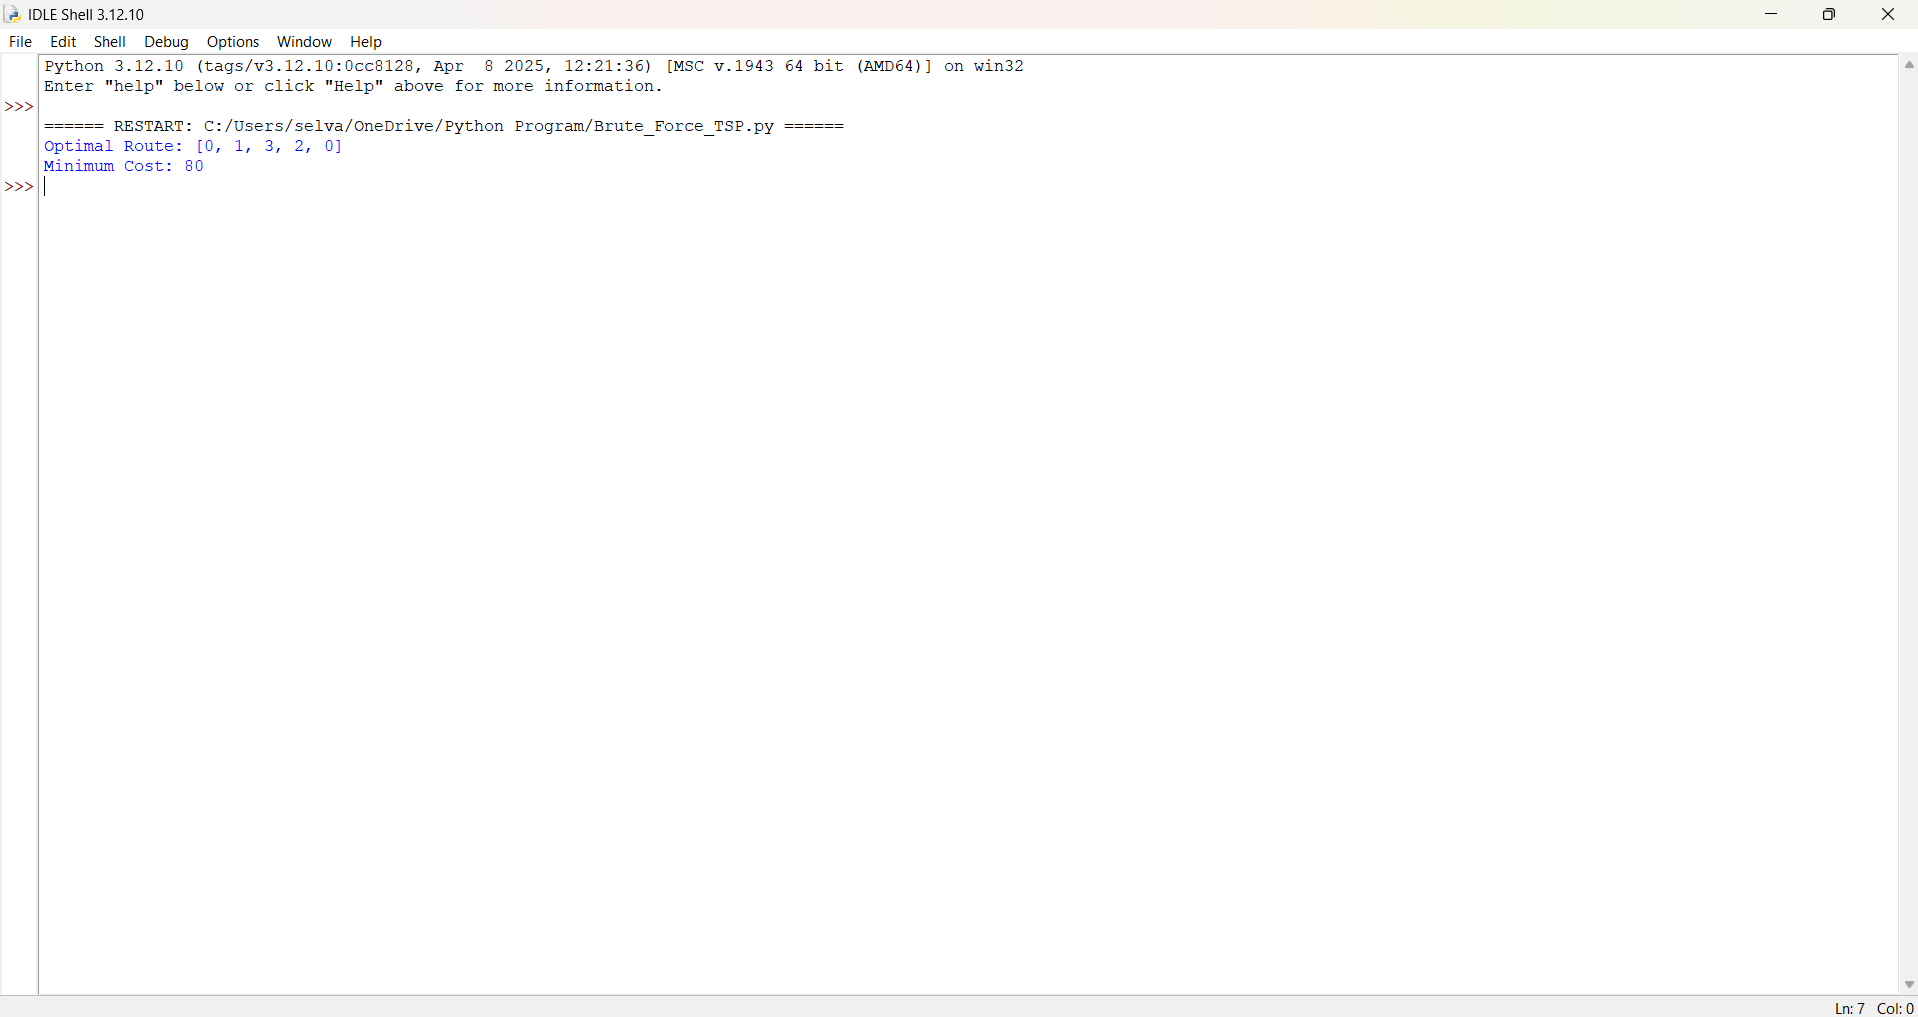 IDLE Shell 3.12.10
File Edit Shell Debug Options Window Help
Python 3.12.10 (tags/v3.12.10:0cc8128, Apr  8 2025, 12:21:36) [MSC v.1943 64 bit (AMD64)] on win32
Enter "help" below or click "Help" above for more information.
>>>
====== RESTART: C:/Users/selva/OneDrive/Python Program/Brute_Force_TSP.py ======
Optimal Route: [0, 1, 3, 2, 0]
Minimum Cost: 80
>>>
Ln: 7 Col: 0